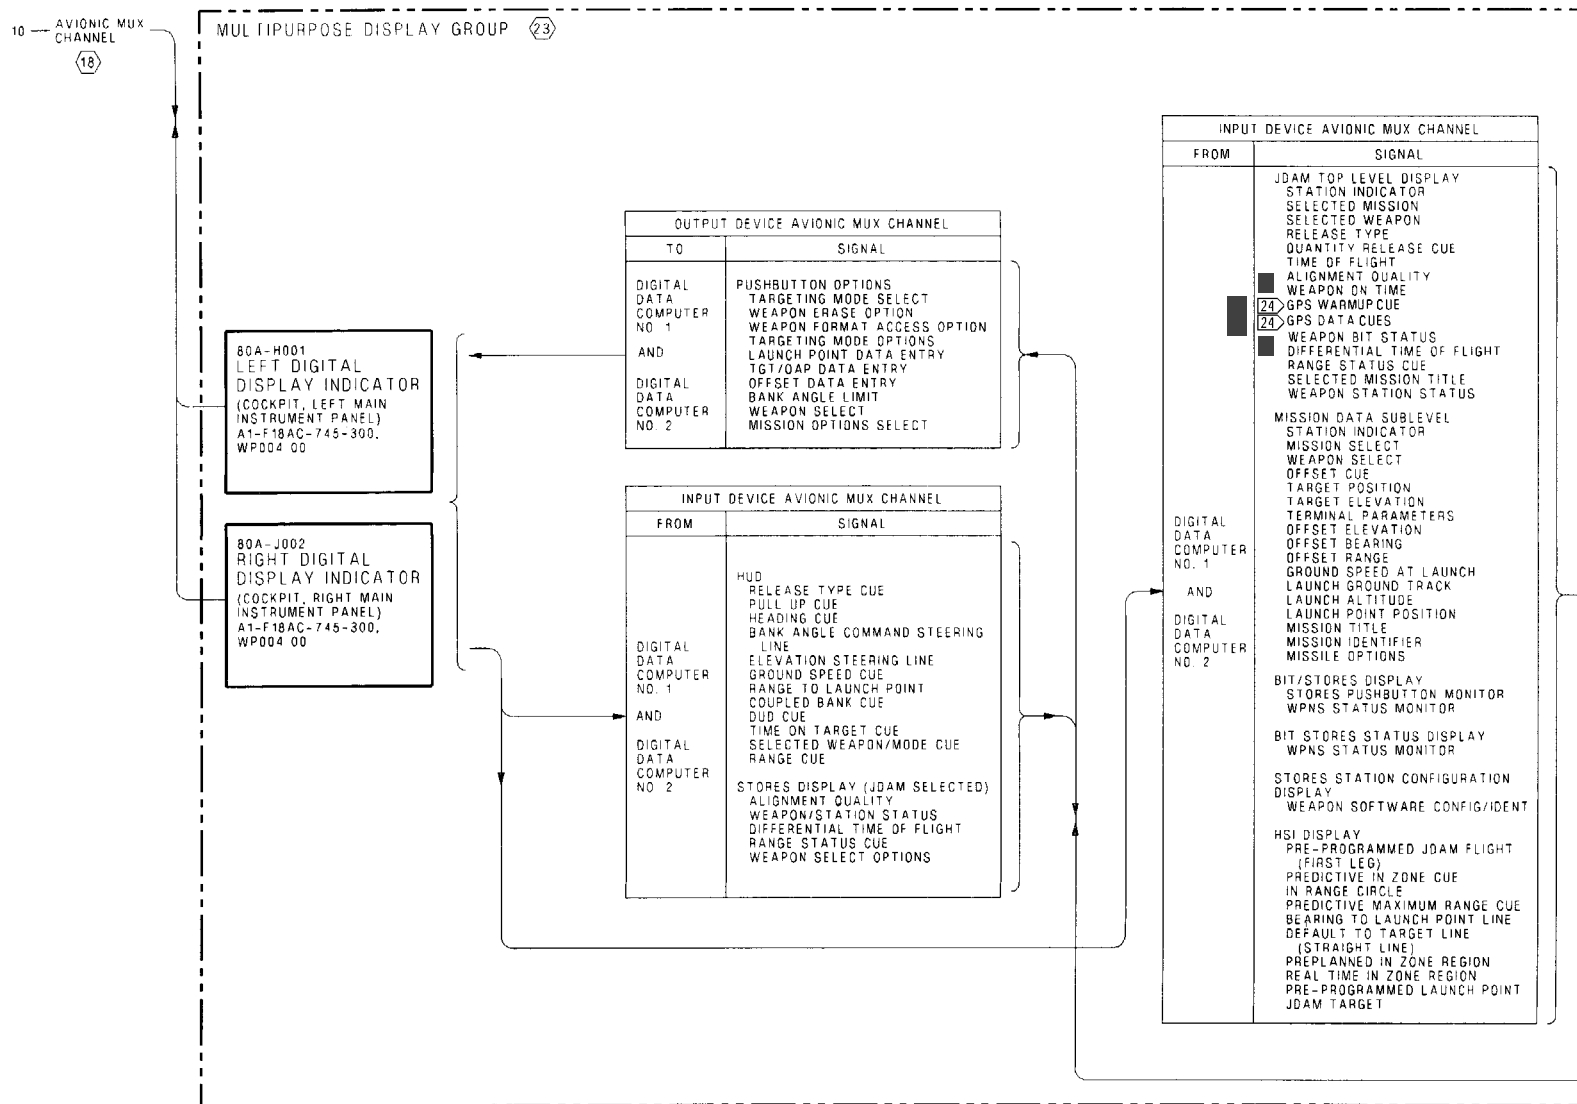 10 AVIONIC MUX
CHANNEL
18
MULTIPURPOSE DISPLAY GROUP 23
80A-H001
LEFT DIGITAL
DISPLAY INDICATOR
(COCKPIT, LEFT MAIN
INSTRUMENT PANEL)
A1-F18AC-745-300,
WP004 00
80A-J002
RIGHT DIGITAL
DISPLAY INDICATOR
(COCKPIT, RIGHT MAIN
INSTRUMENT PANEL)
A1-F18AC-745-300,
WP004 00
OUTPUT DEVICE AVIONIC MUX CHANNEL
TO
SIGNAL
DIGITAL
DATA
COMPUTER
NO. 1
AND
DIGITAL
DATA
COMPUTER
NO. 2
PUSHBUTTON OPTIONS
TARGETING MODE SELECT
WEAPON ERASE OPTION
WEAPON FORMAT ACCESS OPTION
TARGETING MODE OPTIONS
LAUNCH POINT DATA ENTRY
TGT/OAP DATA ENTRY
OFFSET DATA ENTRY
BANK ANGLE LIMIT
WEAPON SELECT
MISSION OPTIONS SELECT
INPUT DEVICE AVIONIC MUX CHANNEL
FROM
SIGNAL
DIGITAL
DATA
COMPUTER
NO. 1
AND
DIGITAL
DATA
COMPUTER
NO. 2
HUD
RELEASE TYPE CUE
PULL UP CUE
HEADING CUE
BANK ANGLE COMMAND STEERING
LINE
ELEVATION STEERING LINE
GROUND SPEED CUE
RANGE TO LAUNCH POINT
COUPLED BANK CUE
DUD CUE
TIME ON TARGET CUE
SELECTED WEAPON/MODE CUE
RANGE CUE
STORES DISPLAY (JDAM SELECTED)
ALIGNMENT QUALITY
WEAPON/STATION STATUS
DIFFERENTIAL TIME OF FLIGHT
RANGE STATUS CUE
WEAPON SELECT OPTIONS
INPUT DEVICE AVIONIC MUX CHANNEL
FROM
SIGNAL
DIGITAL
DATA
COMPUTER
NO. 1
AND
DIGITAL
DATA
COMPUTER
NO. 2
JDAM TOP LEVEL DISPLAY
STATION INDICATOR
SELECTED MISSION
SELECTED WEAPON
RELEASE TYPE
QUANTITY RELEASE CUE
TIME OF FLIGHT
ALIGNMENT QUALITY
WEAPON ON TIME
24 GPS WARMUP CUE
24 GPS DATA CUES
WEAPON BIT STATUS
DIFFERENTIAL TIME OF FLIGHT
RANGE STATUS CUE
SELECTED MISSION TITLE
WEAPON STATION STATUS
MISSION DATA SUBLEVEL
STATION INDICATOR
MISSION SELECT
WEAPON SELECT
OFFSET CUE
TARGET POSITION
TARGET ELEVATION
TERMINAL PARAMETERS
OFFSET ELEVATION
OFFSET BEARING
OFFSET RANGE
GROUND SPEED AT LAUNCH
LAUNCH GROUND TRACK
LAUNCH ALTITUDE
LAUNCH POINT POSITION
MISSION TITLE
MISSION IDENTIFIER
MISSILE OPTIONS
BIT/STORES DISPLAY
STORES PUSHBUTTON MONITOR
WPNS STATUS MONITOR
BIT STORES STATUS DISPLAY
WPNS STATUS MONITOR
STORES STATION CONFIGURATION
DISPLAY
WEAPON SOFTWARE CONFIG/IDENT
HSI DISPLAY
PRE-PROGRAMMED JDAM FLIGHT
(FIRST LEG)
PREDICTIVE IN ZONE CUE
IN RANGE CIRCLE
PREDICTIVE MAXIMUM RANGE CUE
BEARING TO LAUNCH POINT LINE
DEFAULT TO TARGET LINE
(STRAIGHT LINE)
PREPLANNED IN ZONE REGION
REAL TIME IN ZONE REGION
PRE-PROGRAMMED LAUNCH POINT
JDAM TARGET